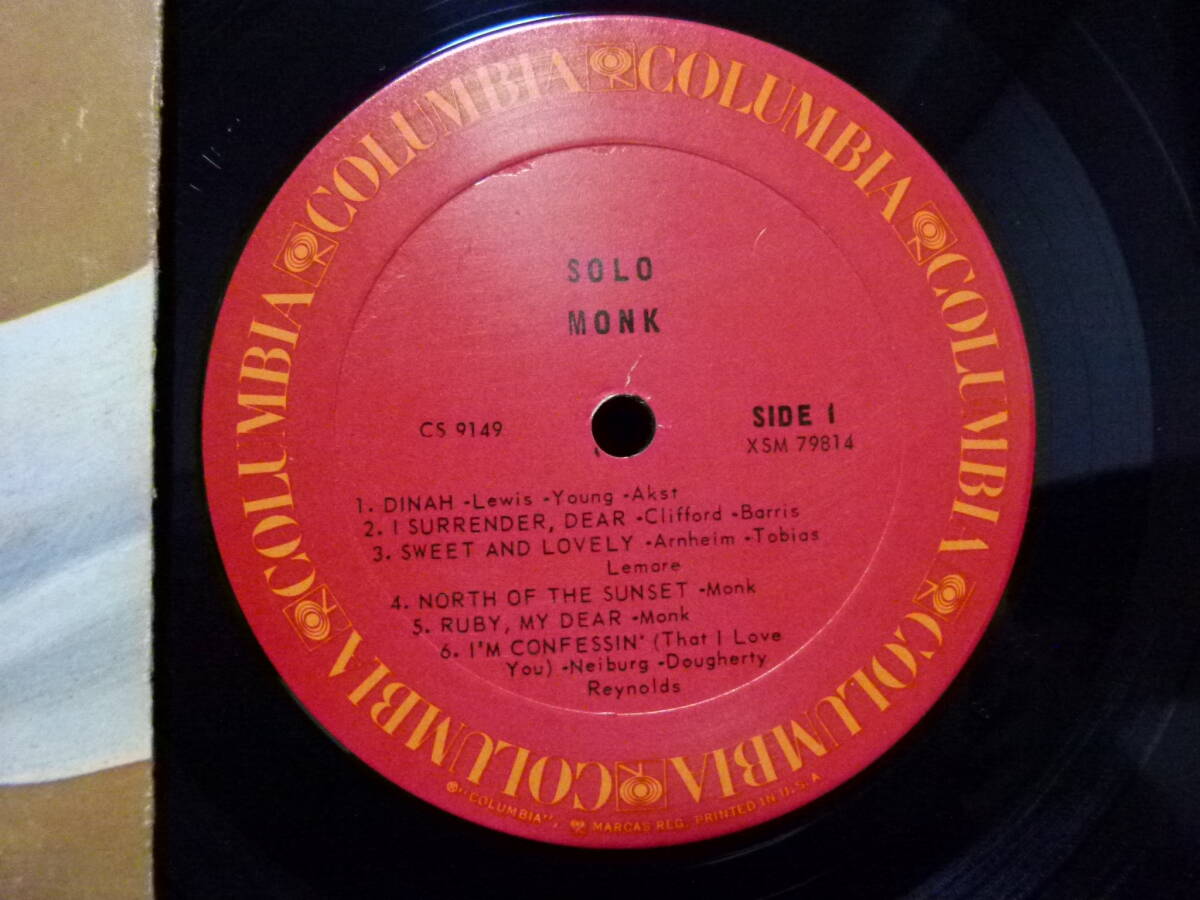 COLUMBIA COLUMBIA COLUMBIA COLUMBIA COLUMBIA COLUMBIA
SOLO
MONK
CS 9149
SIDE 1
XSM 79814
1. DINAH -Lewis -Young -Akst
2. I SURRENDER, DEAR -Clifford -Barris
3. SWEET AND LOVELY -Arnheim -Tobias
Lemare
4. NORTH OF THE SUNSET -Monk
5. RUBY, MY DEAR -Monk
6. I'M CONFESSIN' (That I Love
You) -Neiburg -Dougherty
Reynolds
®"COLUMBIA", MARCAS REG. PRINTED IN U.S.A.